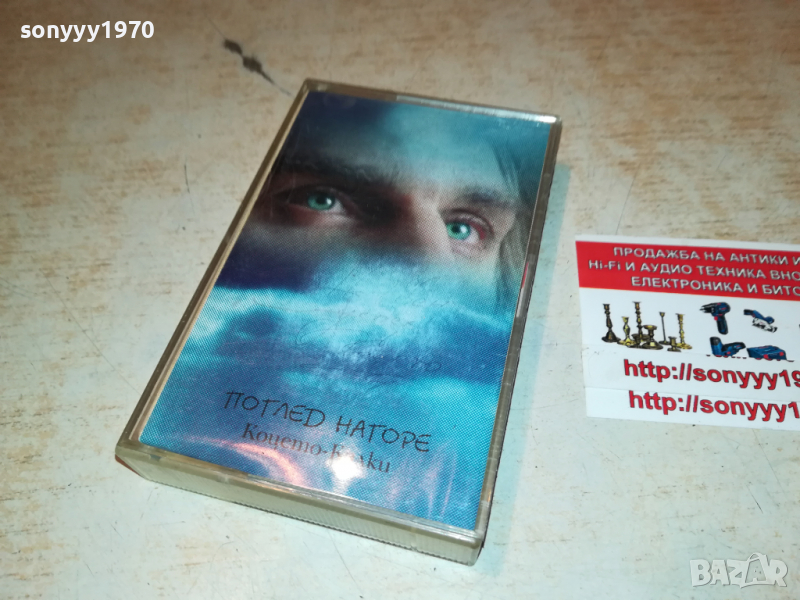 sonyyy1970
ПОГЛЕД НАГОРЕ
Коцето-Калки
ПРОДАЖБА НА АНТИКИ И
Hi-Fi И АУДИО ТЕХНИКА ВНО
ЕЛЕКТРОНИКА И БИТО
http://sonyyy19
http://sonyyy1
BAZAR